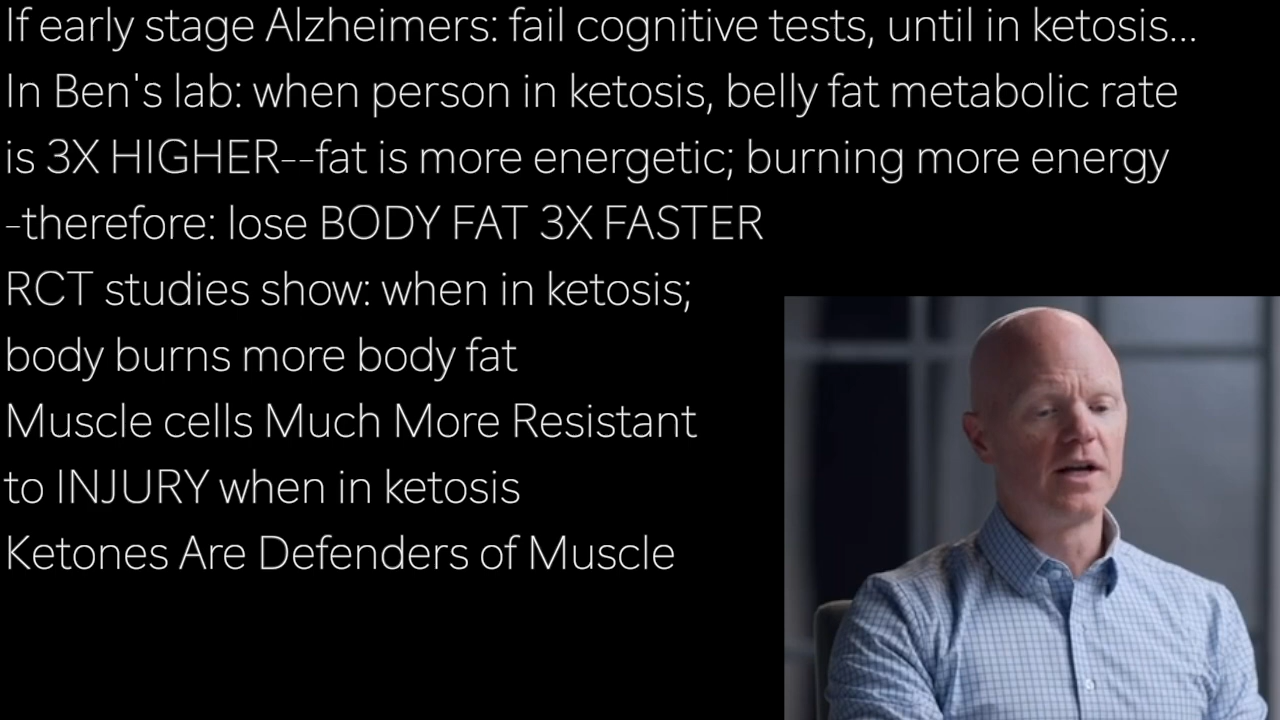 If early stage Alzheimers: fail cognitive tests, until in ketosis...
In Ben's lab: when person in ketosis, belly fat metabolic rate
is 3X HIGHER--fat is more energetic; burning more energy
-therefore: lose BODY FAT 3X FASTER
RCT studies show: when in ketosis;
body burns more body fat
Muscle cells Much More Resistant
to INJURY when in ketosis
Ketones Are Defenders of Muscle